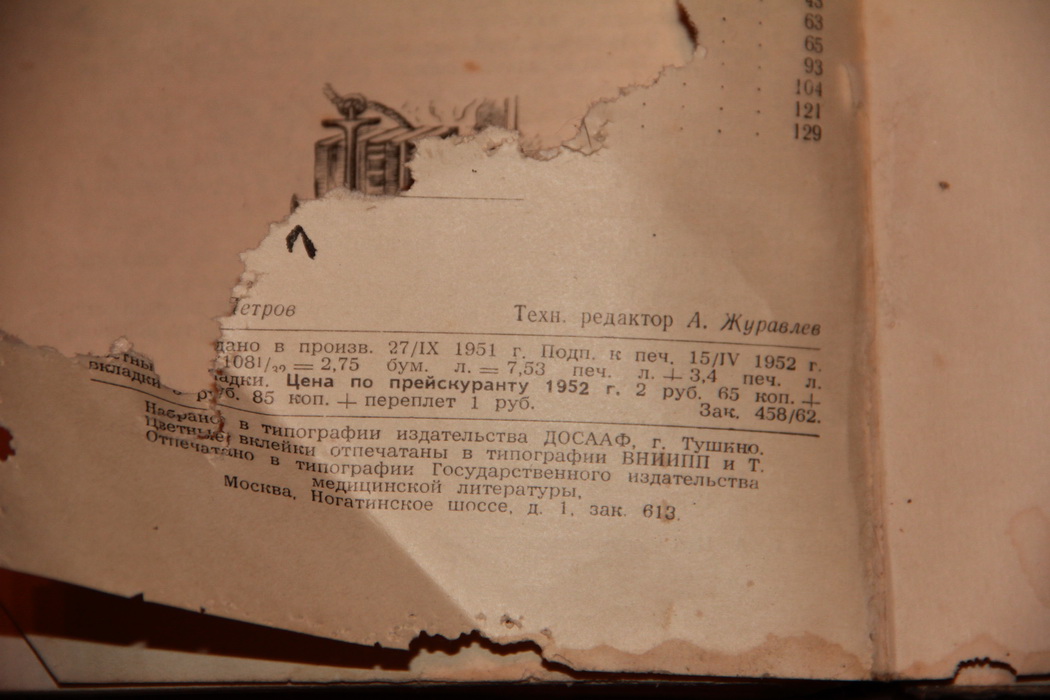 43
63
65
93
104
121
129
Петров Техн. редактор А. Журавлев
дано в произв. 27/IX 1951 г. Подп. к печ. 15/IV 1952 г.
1081/₃₀ = 2,75 бум. л. = 7,53 печ. л. + 3,4 печ. л.
вкладки. Цена по прейскуранту 1952 г. 2 руб. 65 коп. +
руб. 85 коп. + переплет 1 руб. Зак. 458/62.
Набрано в типографии издательства ДОСААФ, г. Тушино.
Цветные вклейки отпечатаны в типографии ВНИИПП и Т.
Отпечатано в типографии Государственного издательства
медицинской литературы,
Москва, Ногатинское шоссе, д. 1, зак. 613.